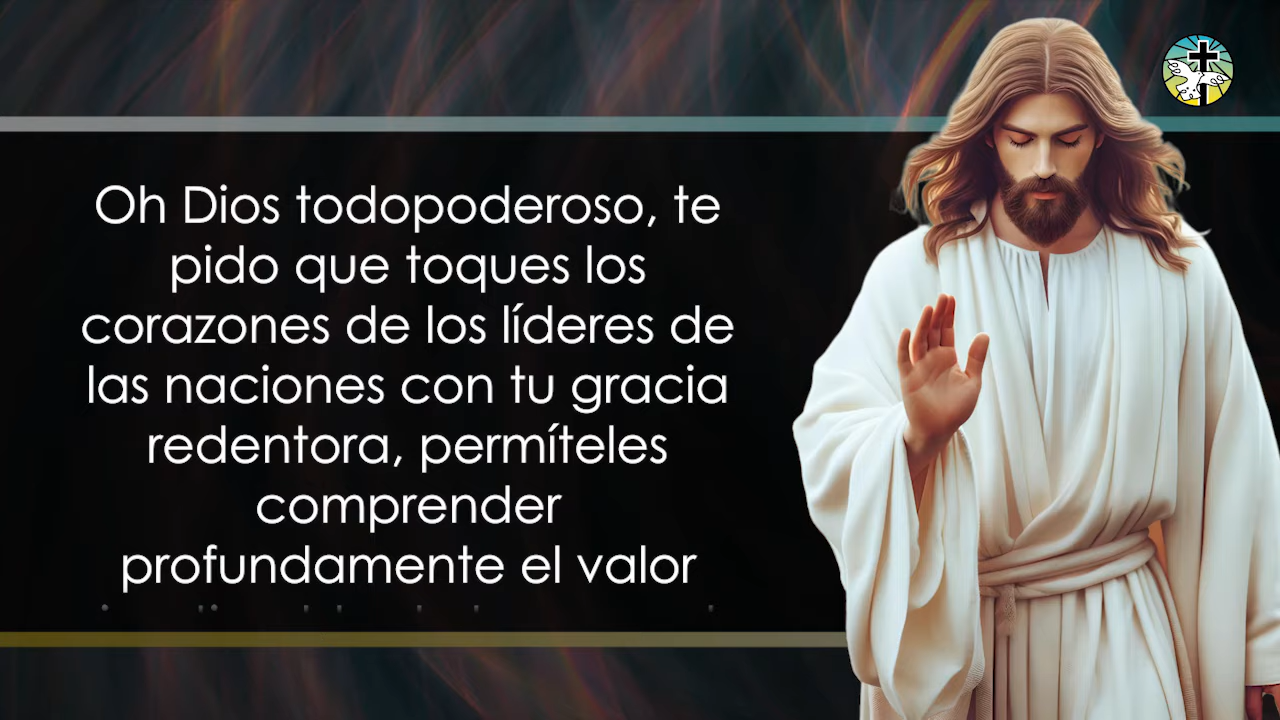 Oh Dios todopoderoso, te
pido que toques los
corazones de los líderes de
las naciones con tu gracia
redentora, permíteles
comprender
profundamente el valor